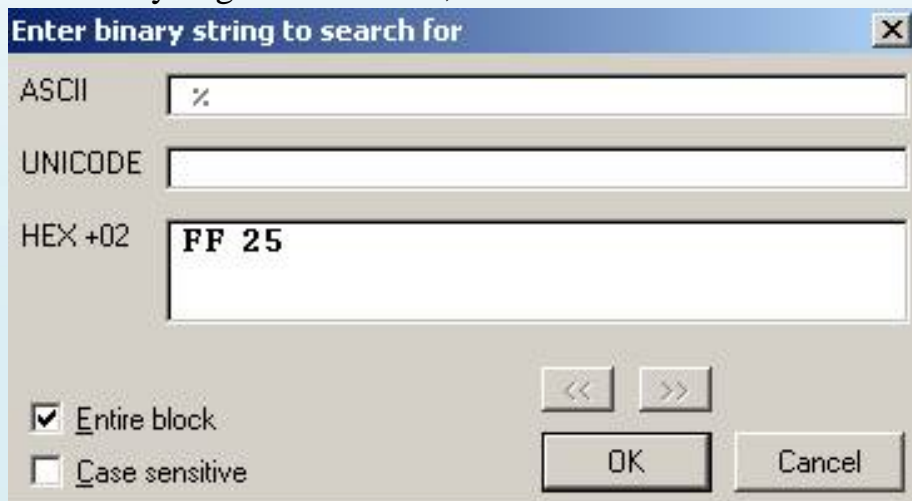 Enter binary string to search for
ASCII %
UNICODE
HEX +02 FF 25
<< >>
Entire block
Case sensitive
OK Cancel